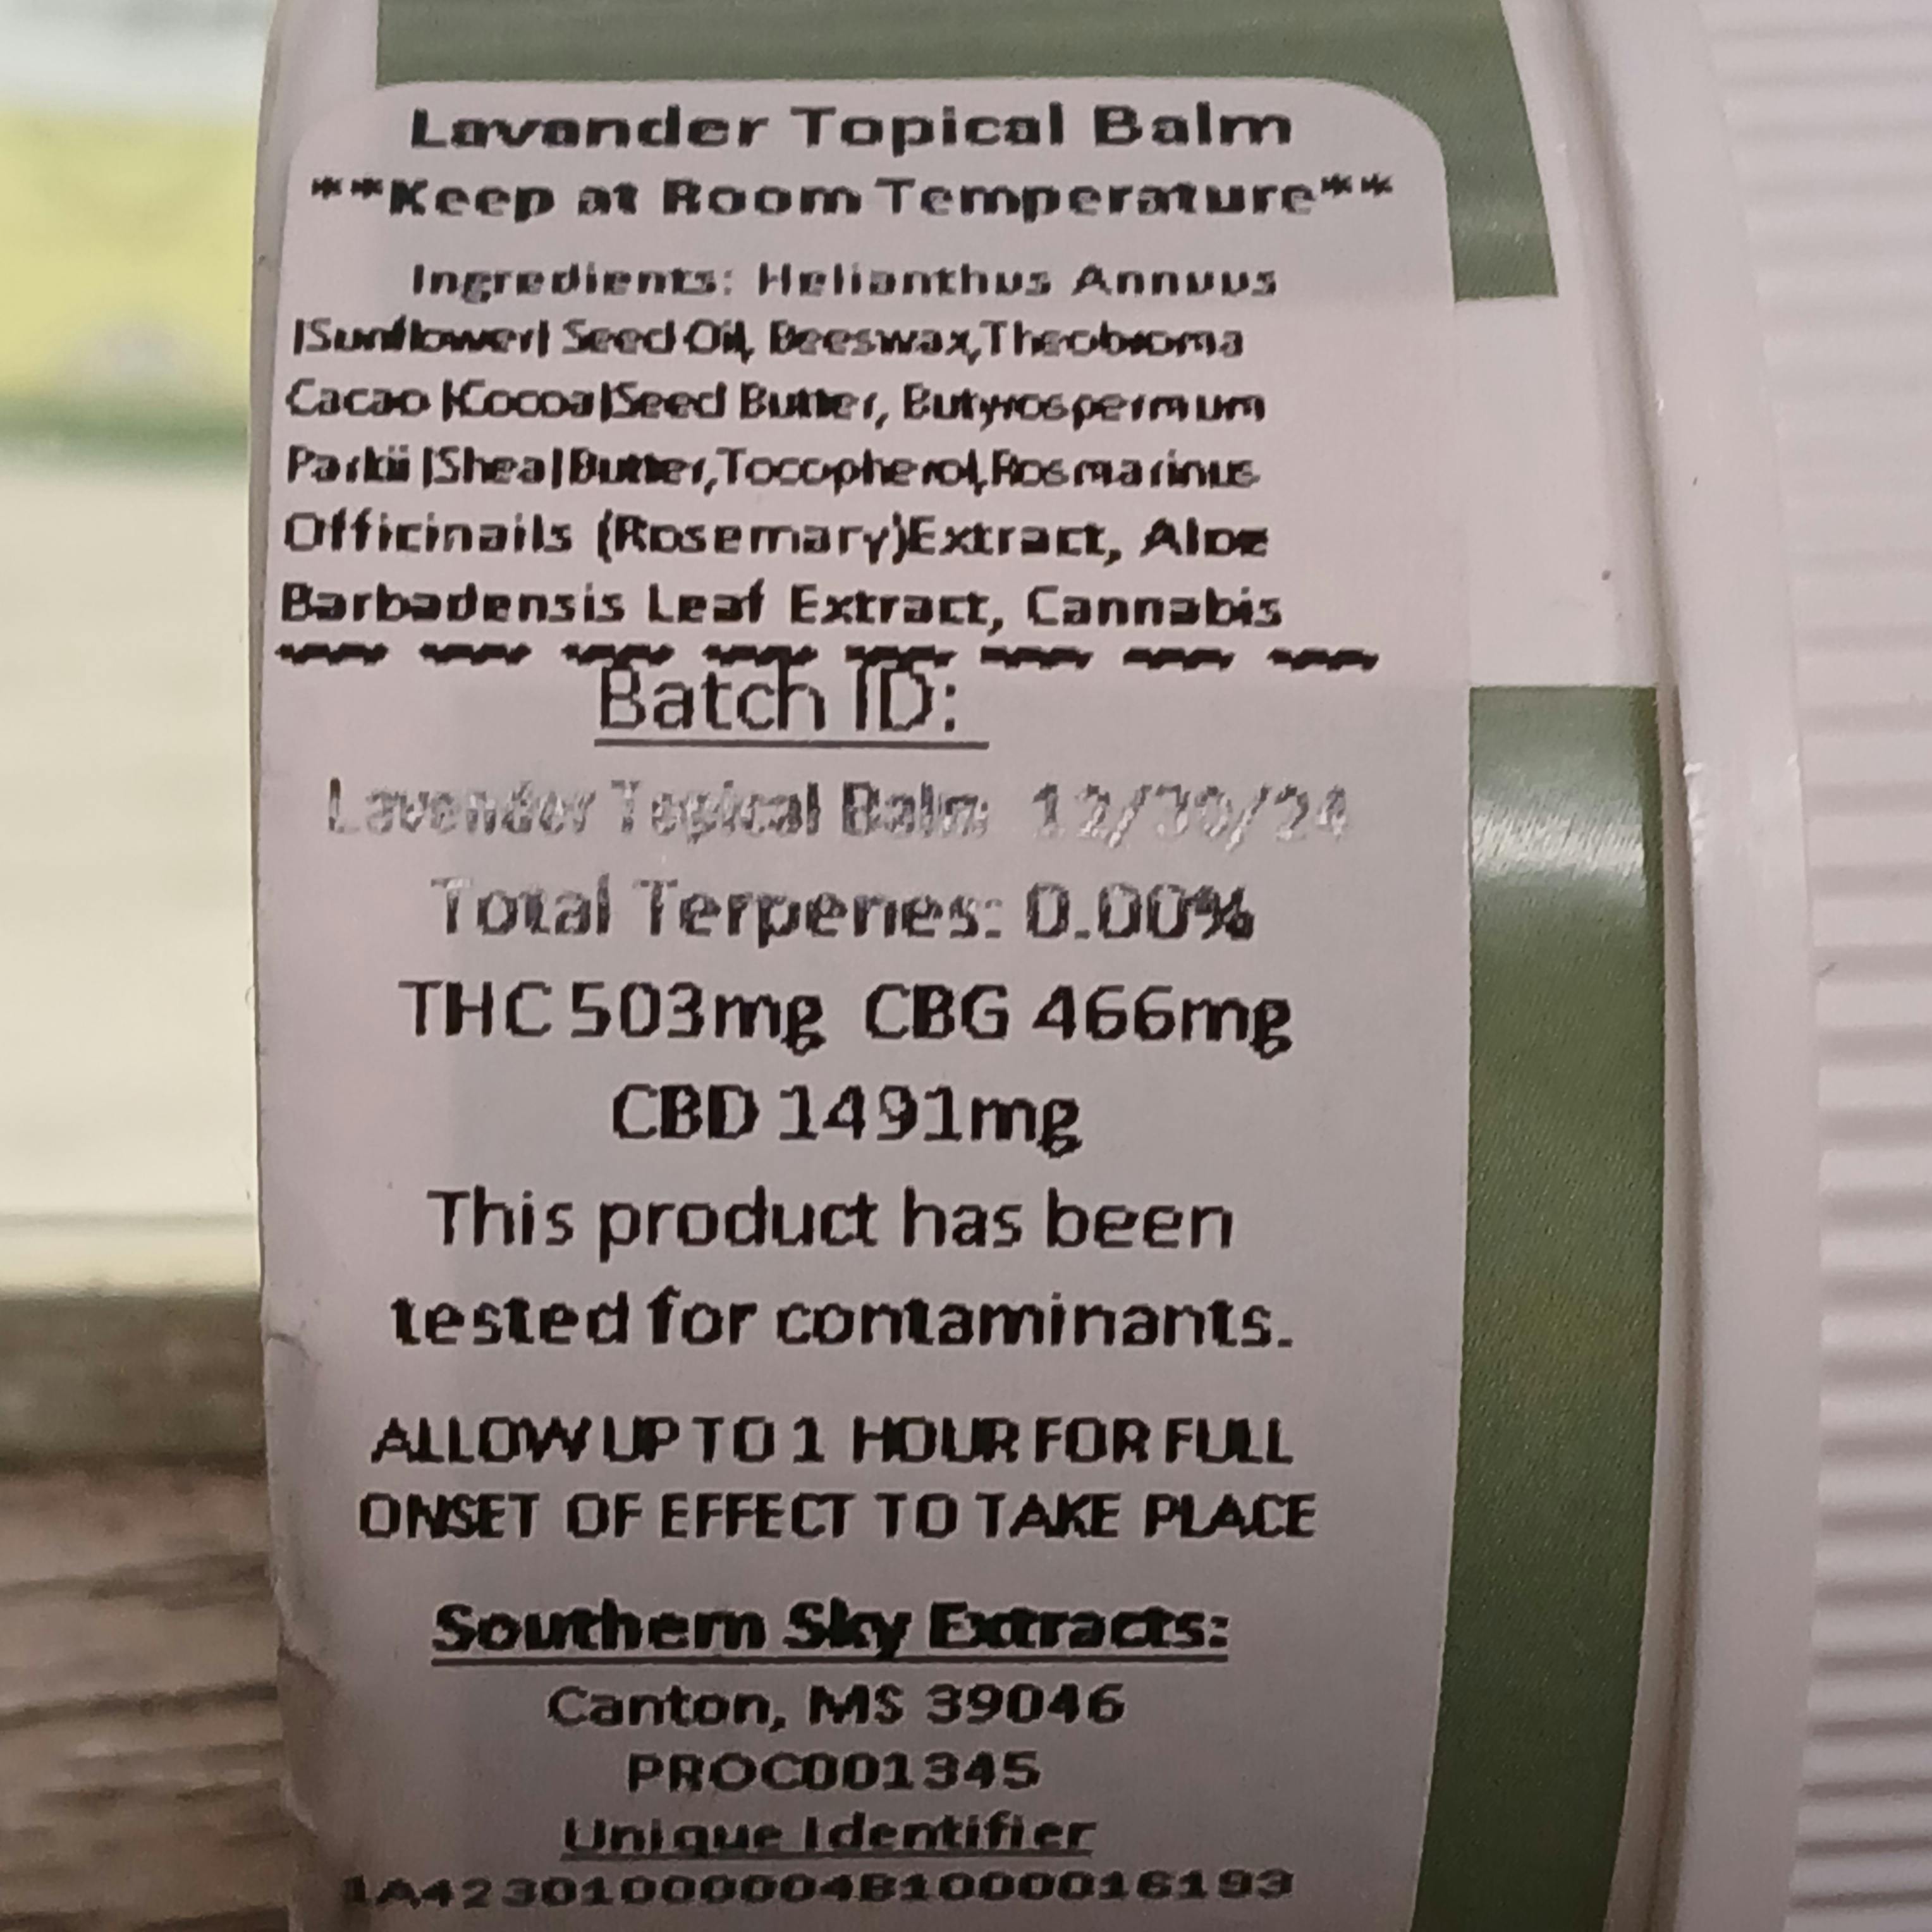 Lavander Topical Balm
**Keep at Room Temperature**
Ingredients: Helianthus Annuus
|Sunflower| Seed Oil, Beeswax,Theobroma
Cacao |Cocoa|Seed Butter, Butyrospermum
Parkii |Shea|Butter,Tocopherol,Rosmarinus
Officinails (Rosemary)Extract, Aloe
Barbadensis Leaf Extract, Cannabis
Batch ID:
Lavender Topical Balm 12/30/24
Total Terpenes: 0.00%
THC 503mg CBG 466mg
CBD 1491mg
This product has been
tested for contaminants.
ALLOW UP TO 1 HOUR FOR FULL
ONSET OF EFFECT TO TAKE PLACE
Southern Sky Extracts:
Canton, MS 39046
PROC001345
Unique Identifier
1A42301000004B1000016193